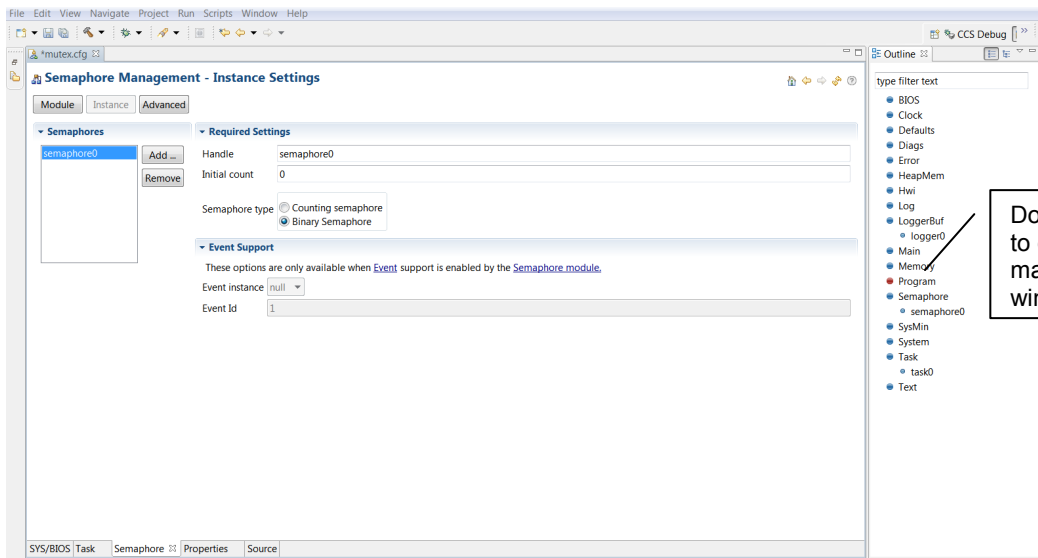 File Edit View Navigate Project Run Scripts Window Help
CCS Debug
*mutex.cfg
Semaphore Management - Instance Settings
Module Instance Advanced
Semaphores
semaphore0
Add ...
Remove
Required Settings
Handle semaphore0
Initial count 0
Semaphore type Counting semaphore
Binary Semaphore
Event Support
These options are only available when Event support is enabled by the Semaphore module.
Event instance null
Event Id 1
SYS/BIOS Task Semaphore Properties Source
Outline
type filter text
BIOS
Clock
Defaults
Diags
Error
HeapMem
Hwi
Log
LoggerBuf
logger0
Main
Memory
Program
Semaphore
semaphore0
SysMin
System
Task
task0
Text
Do
to
ma